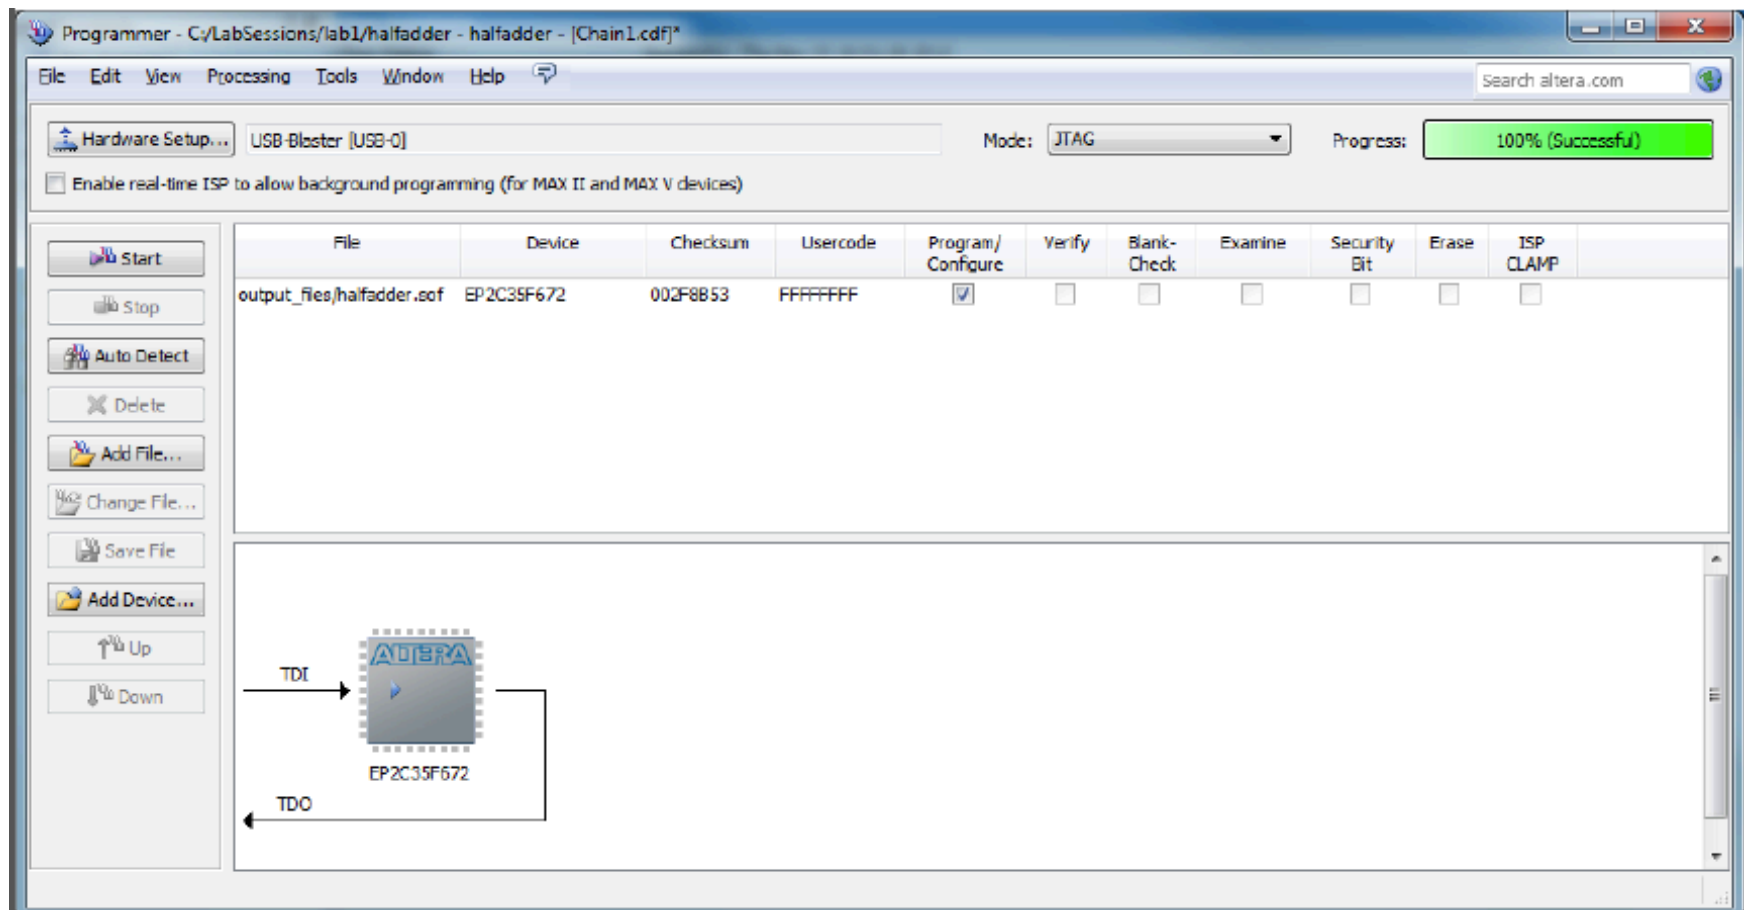 Programmer - C:/LabSessions/lab1/halfadder - halfadder - [Chain1.cdf]*
File Edit View Processing Tools Window Help
Search altera.com
Hardware Setup... USB-Blaster [USB-0] Mode: JTAG Progress: 100% (Successful)
Enable real-time ISP to allow background programming (for MAX II and MAX V devices)
Start
Stop
Auto Detect
Delete
Add File...
Change File...
Save File
Add Device...
Up
Down
File Device Checksum Usercode Program/ Configure Verify Blank- Check Examine Security Bit Erase ISP CLAMP
output_files/halfadder.sof EP2C35F672 002F8B53 FFFFFFFF
ALTERA
TDI
EP2C35F672
TDO